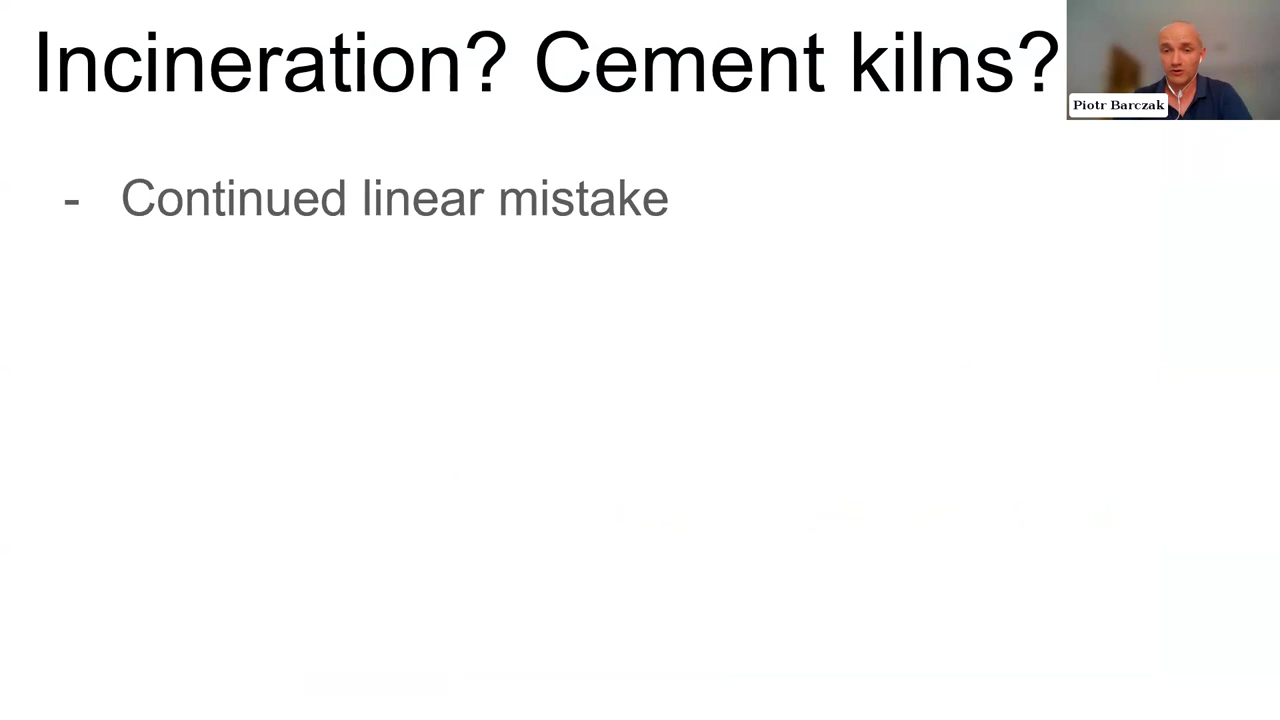 Incineration? Cement kilns?
Piotr Barczak
- Continued linear mistake